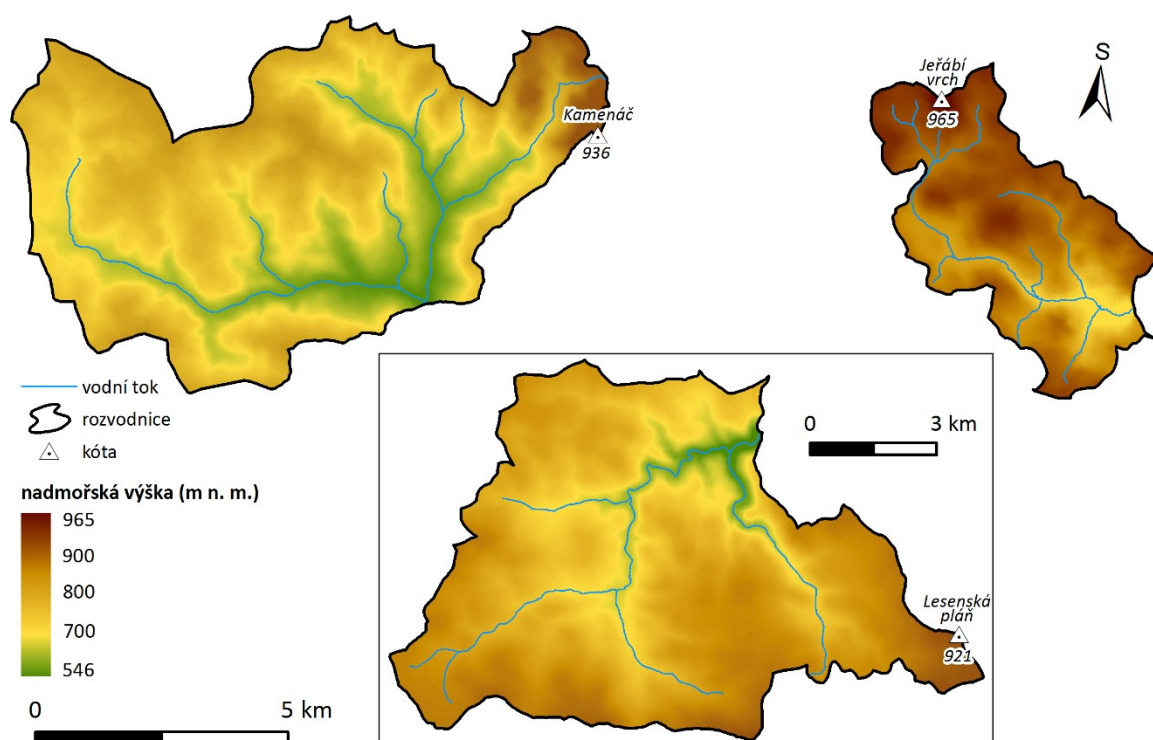 Jeřábí
vrch
965
S
Kamenáč
936
vodní tok
rozvodnice
kóta
0 3 km
nadmořská výška (m n. m.)
965
900
800
700
546
Lesenská
pláň
921
0 5 km